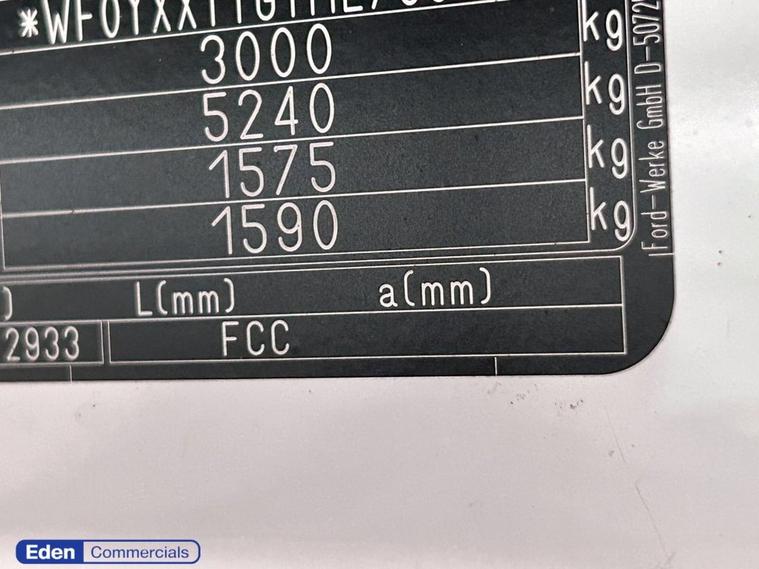 3000 kg
5240 kg
1575 kg
1590 kg
Ford-Werke GmbH D-5072
L(mm) a(mm)
2933 FCC
Eden Commercials